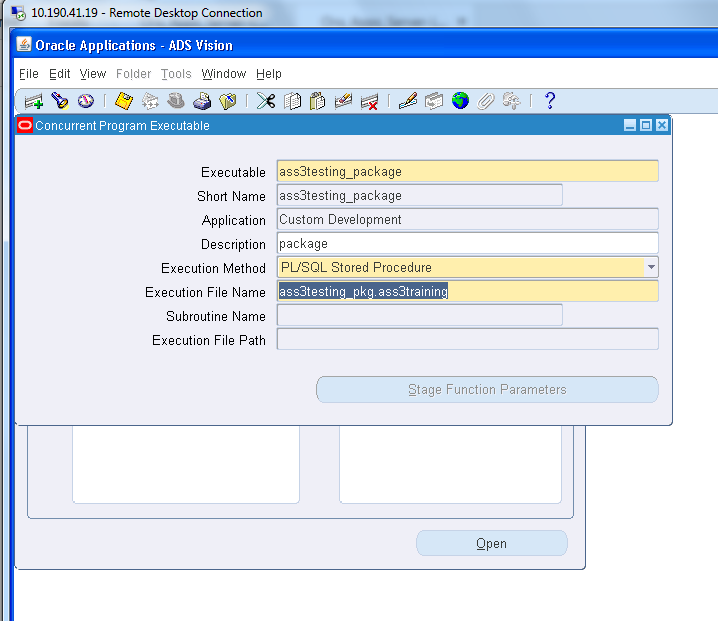 10.190.41.19 - Remote Desktop Connection
Oracle Applications - ADS Vision
File Edit View Folder Tools Window Help
Concurrent Program Executable
Executable ass3testing_package
Short Name ass3testing_package
Application Custom Development
Description package
Execution Method PL/SQL Stored Procedure
Execution File Name ass3testing_pkg.ass3training
Subroutine Name
Execution File Path
Stage Function Parameters
Open